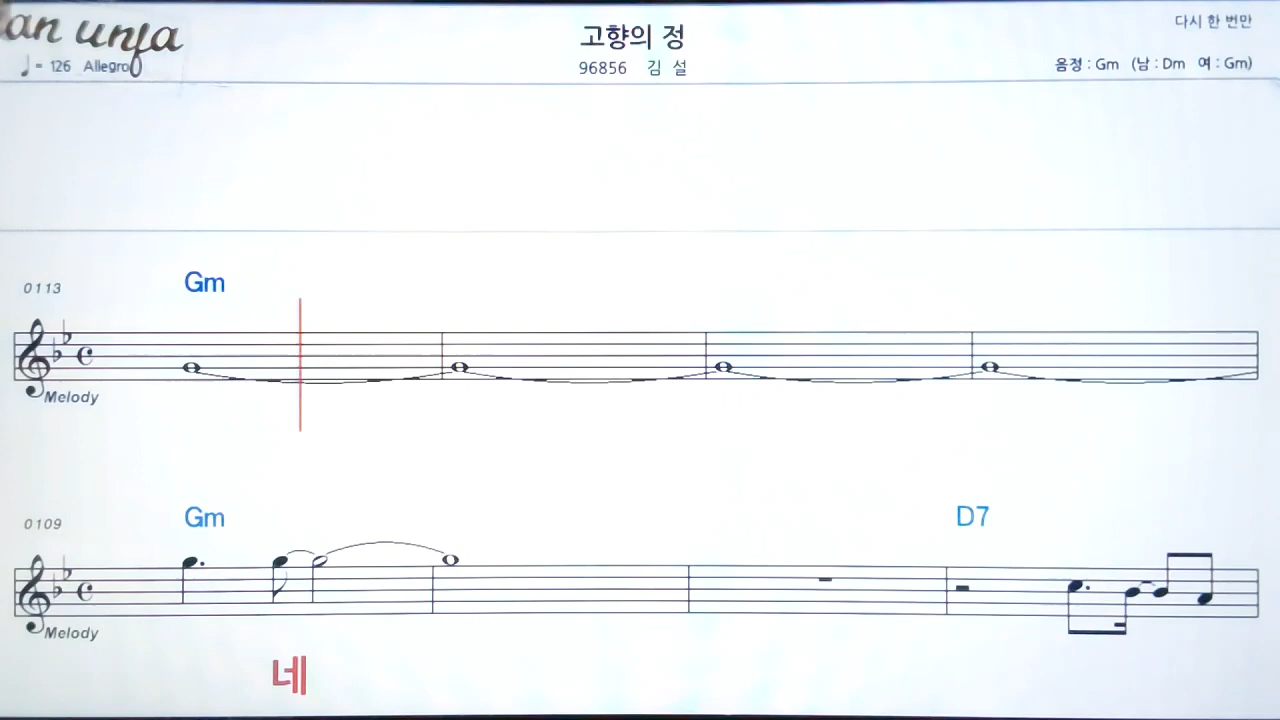 an unfa
고향의 정
다시 한 번만
= 126 Allegro
96856 김 설
음정 : Gm (남 : Dm 여 : Gm)
0113
Gm
Melody
0109
Gm
D7
Melody
네